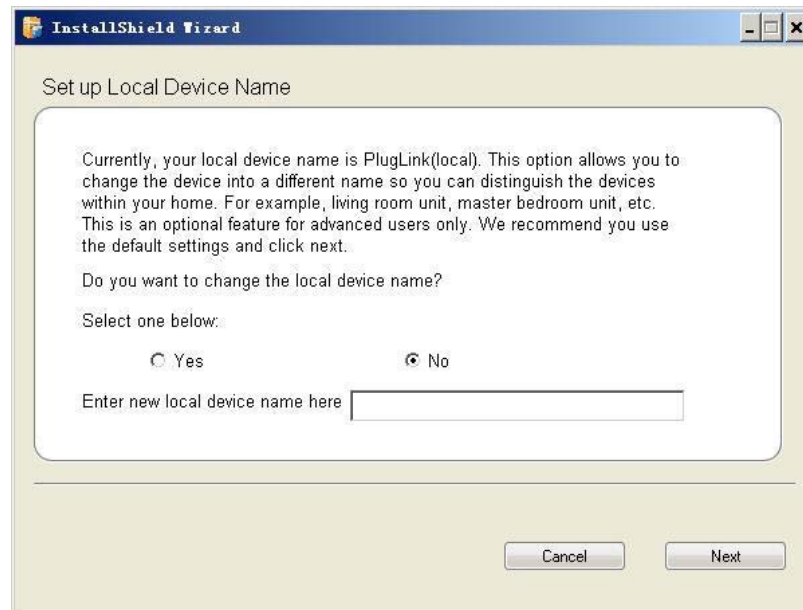 InstallShield Wizard
Set up Local Device Name
Currently, your local device name is PlugLink(local). This option allows you to
change the device into a different name so you can distinguish the devices
within your home. For example, living room unit, master bedroom unit, etc.
This is an optional feature for advanced users only. We recommend you use
the default settings and click next.
Do you want to change the local device name?
Select one below:
Yes No
Enter new local device name here
Cancel Next